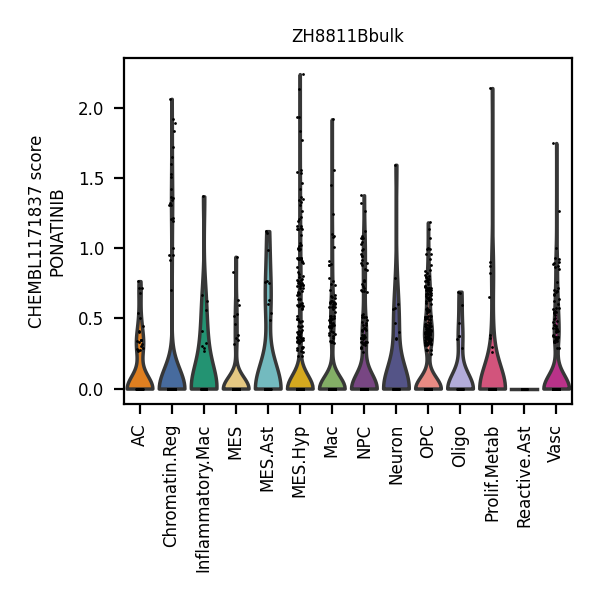 ZH8811Bbulk
CHEMBL1171837 score
PONATINIB
2.0
1.5
1.0
0.5
0.0
AC
Chromatin.Reg
Inflammatory.Mac
MES
MES.Ast
MES.Hyp
Mac
NPC
Neuron
OPC
Oligo
Prolif.Metab
Reactive.Ast
Vasc